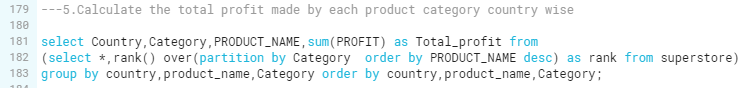 179 ---5.Calculate the total profit made by each product category country wise
180
181 select Country,Category,PRODUCT_NAME,sum(PROFIT) as Total_profit from
182 (select *,rank() over(partition by Category  order by PRODUCT_NAME desc) as rank from superstore)
183 group by country,product_name,Category order by country,product_name,Category;